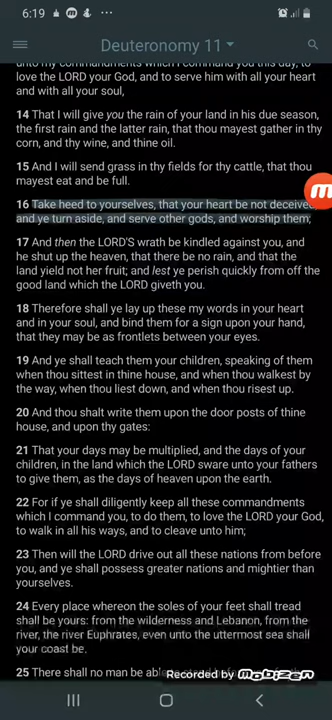 6:19
Deuteronomy 11
unto my commandments which I command you this day, to
love the LORD your God, and to serve him with all your heart
and with all your soul,
14 That I will give you the rain of your land in his due season,
the first rain and the latter rain, that thou mayest gather in thy
corn, and thy wine, and thine oil.
15 And I will send grass in thy fields for thy cattle, that thou
mayest eat and be full.
16 Take heed to yourselves, that your heart be not deceived,
and ye turn aside, and serve other gods, and worship them;
17 And then the LORD'S wrath be kindled against you, and
he shut up the heaven, that there be no rain, and that the
land yield not her fruit; and lest ye perish quickly from off the
good land which the LORD giveth you.
18 Therefore shall ye lay up these my words in your heart
and in your soul, and bind them for a sign upon your hand,
that they may be as frontlets between your eyes.
19 And ye shall teach them your children, speaking of them
when thou sittest in thine house, and when thou walkest by
the way, when thou liest down, and when thou risest up.
20 And thou shalt write them upon the door posts of thine
house, and upon thy gates:
21 That your days may be multiplied, and the days of your
children, in the land which the LORD sware unto your fathers
to give them, as the days of heaven upon the earth.
22 For if ye shall diligently keep all these commandments
which I command you, to do them, to love the LORD your God,
to walk in all his ways, and to cleave unto him;
23 Then will the LORD drive out all these nations from before
you, and ye shall possess greater nations and mightier than
yourselves.
24 Every place whereon the soles of your feet shall tread
shall be yours: from the wilderness and Lebanon, from the
river, the river Euphrates, even unto the uttermost sea shall
your coast be.
25 There shall no man be able
Recorded by mobizen